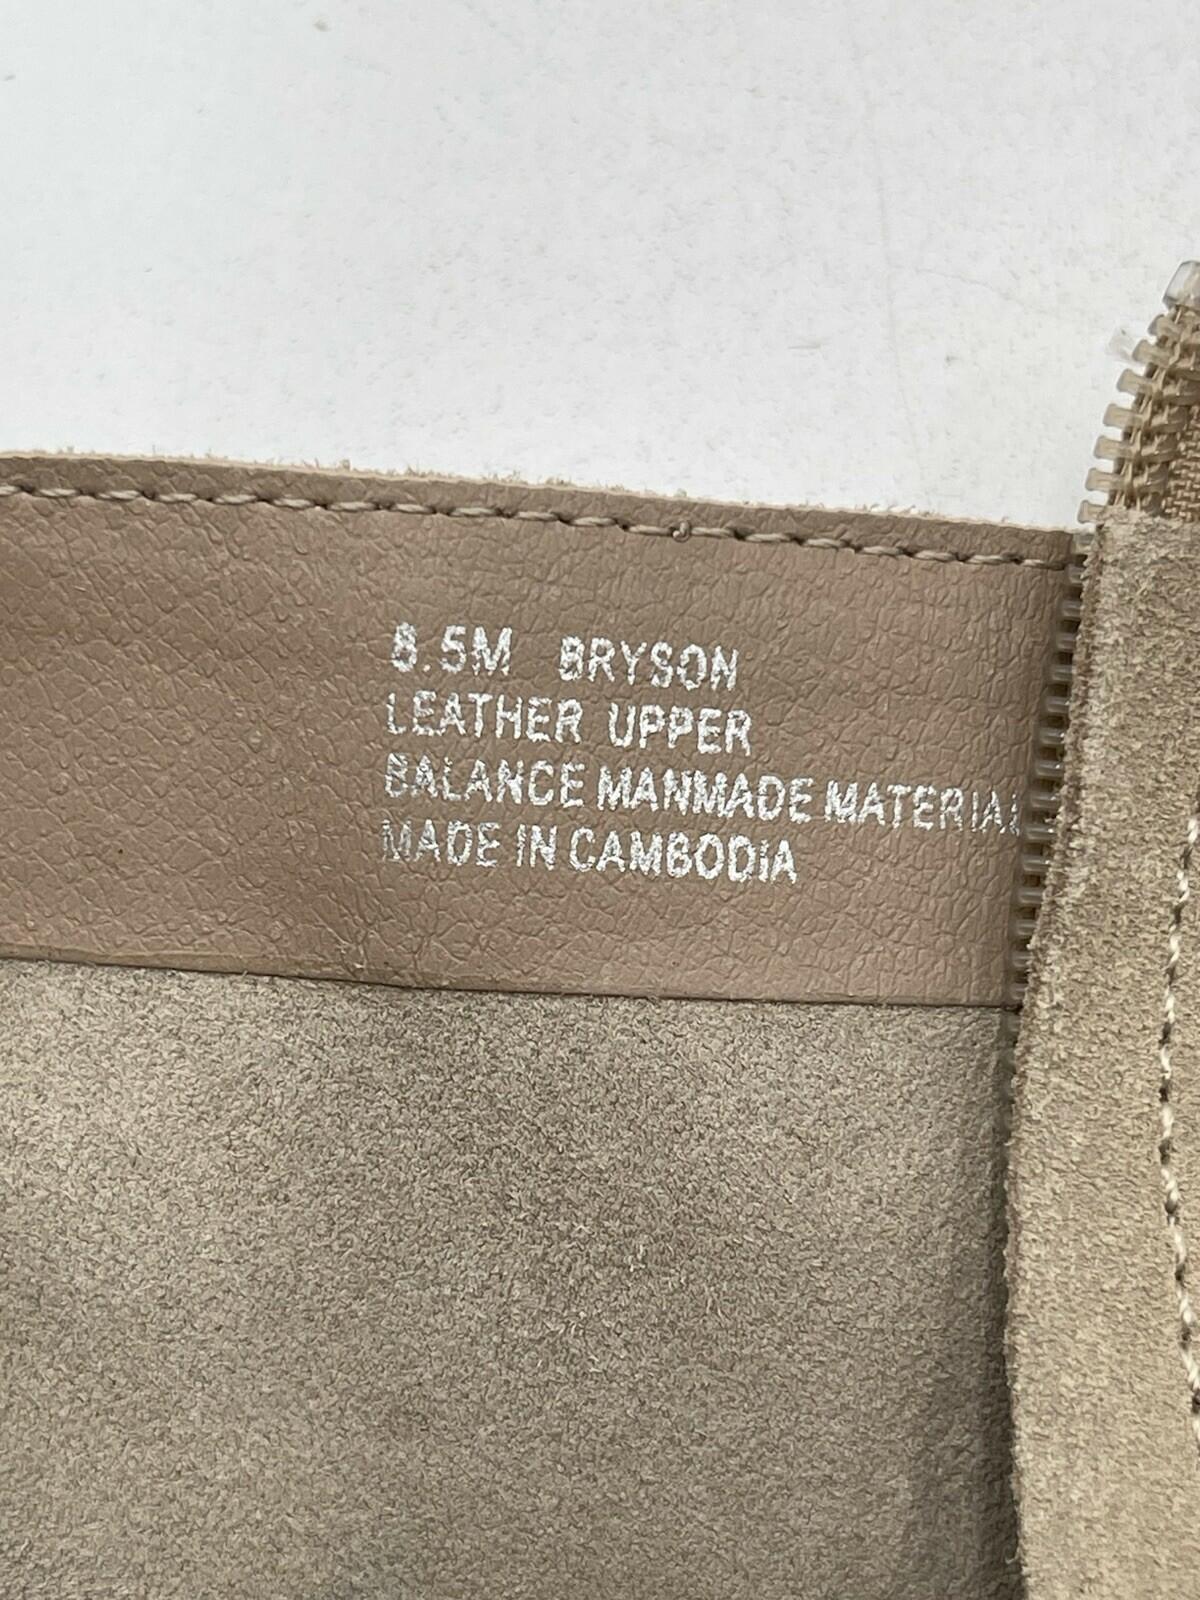 8.5M BRYSON
LEATHER UPPER
BALANCE MANMADE MATERIAL
MADE IN CAMBODIA